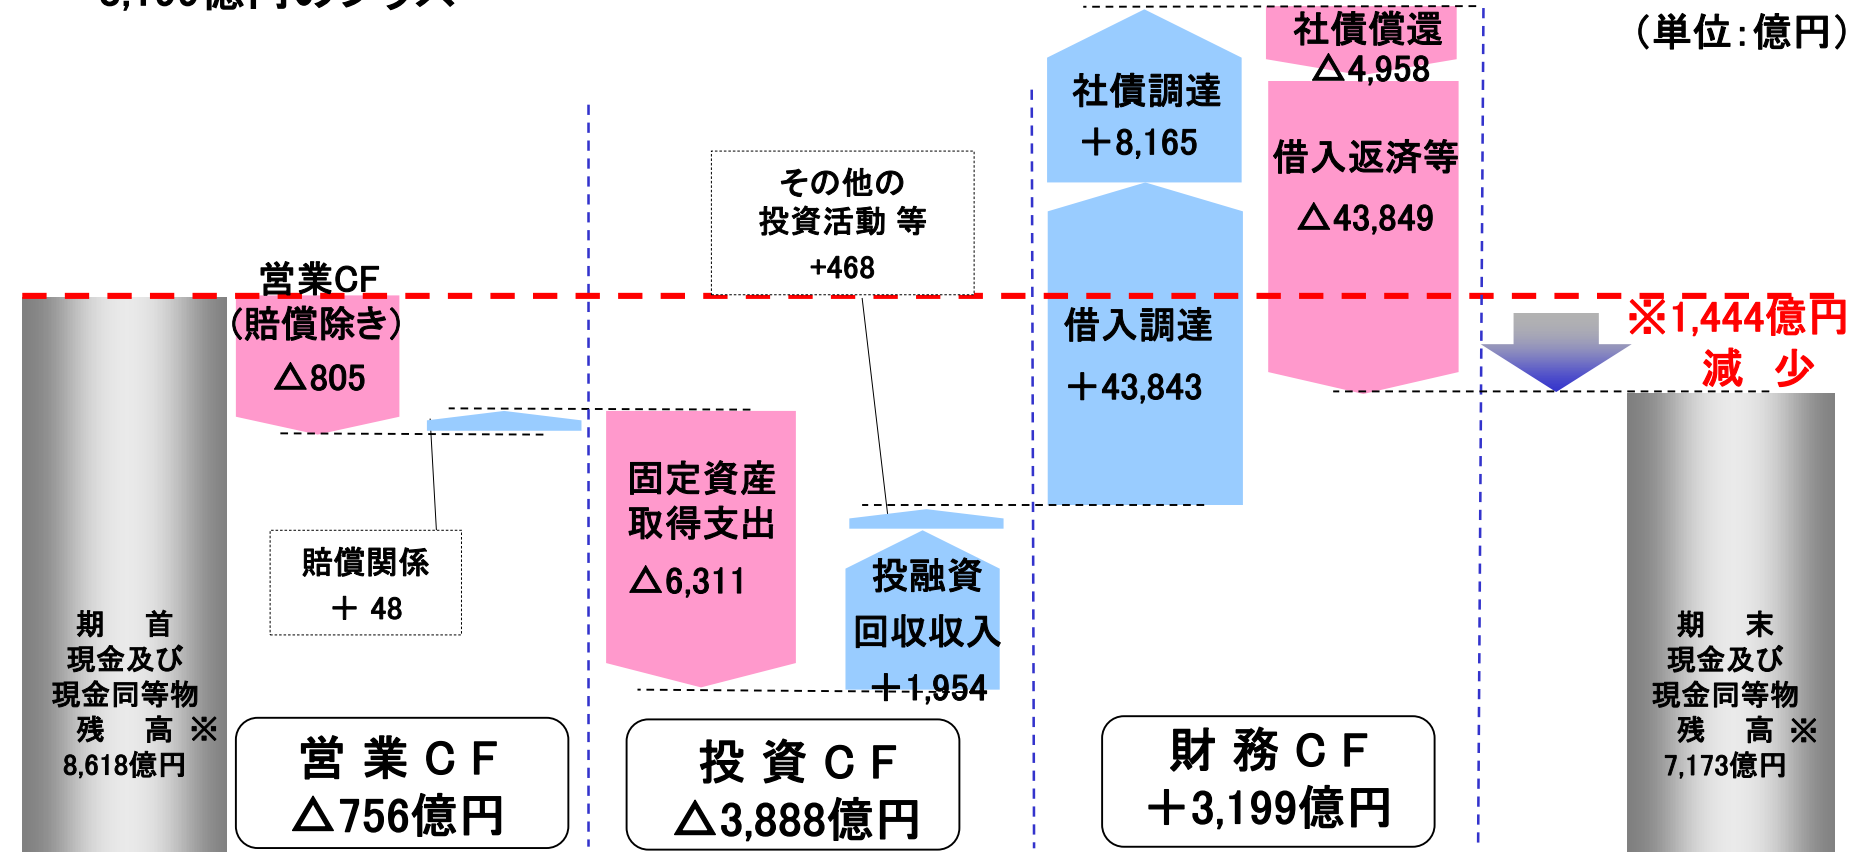 (単位:億円)
営業CF
(賠償除き)
△805
賠償関係
＋ 48
固定資産
取得支出
△6,311
その他の
投資活動 等
+468
投融資
回収収入
＋1,954
社債調達
＋8,165
借入調達
＋43,843
社債償還
△4,958
借入返済等
△43,849
※1,444億円
減 少
期 首
現金及び
現金同等物
残 高 ※
8,618億円
営 業 C F
△756億円
投 資 C F
△3,888億円
財 務 C F
＋3,199億円
期 末
現金及び
現金同等物
残 高 ※
7,173億円